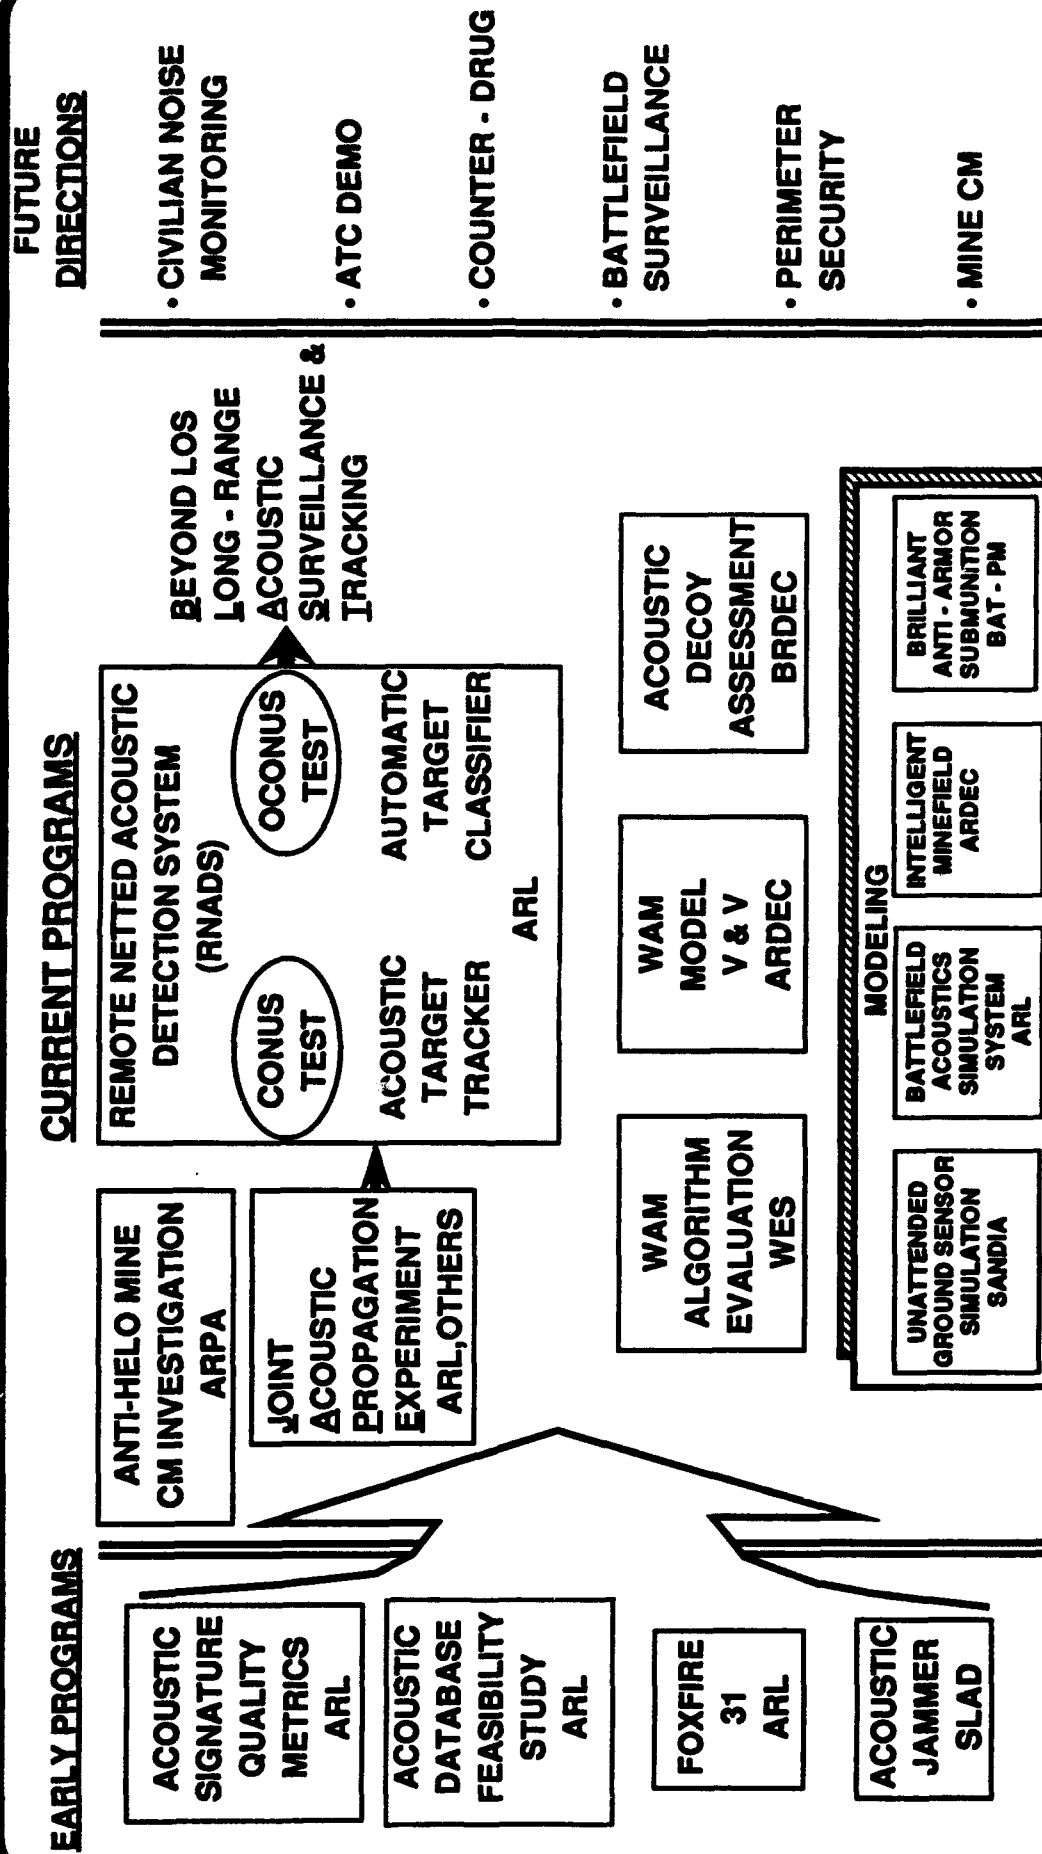 EARLY PROGRAMS
ACOUSTIC
SIGNATURE
QUALITY
METRICS
ARL
ACOUSTIC
DATABASE
FEASIBILITY
STUDY
ARL
FOXFIRE
31
ARL
ACOUSTIC
JAMMER
SLAD
CURRENT PROGRAMS
ANTI-HELO MINE
CM INVESTIGATION
ARPA
JOINT
ACOUSTIC
PROPAGATION
EXPERIMENT
ARL,OTHERS
REMOTE NETTED ACOUSTIC
DETECTION SYSTEM
(RNADS)
CONUS
TEST
OCONUS
TEST
ACOUSTIC
TARGET
TRACKER
AUTOMATIC
TARGET
CLASSIFIER
ARL
BEYOND LOS
LONG - RANGE
ACOUSTIC
SURVEILLANCE &
TRACKING
WAM
ALGORITHM
EVALUATION
WES
WAM
MODEL
V & V
ARDEC
ACOUSTIC
DECOY
ASSESSMENT
BRDEC
MODELING
UNATTENDED
GROUND SENSOR
SIMULATION
SANDIA
BATTLEFIELD
ACOUSTICS
SIMULATION
SYSTEM
ARL
INTELLIGENT
MINEFIELD
ARDEC
BRILLIANT
ANTI - ARMOR
SUBMUNITION
BAT - PM
FUTURE
DIRECTIONS
• CIVILIAN NOISE
MONITORING
• ATC DEMO
• COUNTER - DRUG
• BATTLEFIELD
SURVEILLANCE
• PERIMETER
SECURITY
• MINE CM